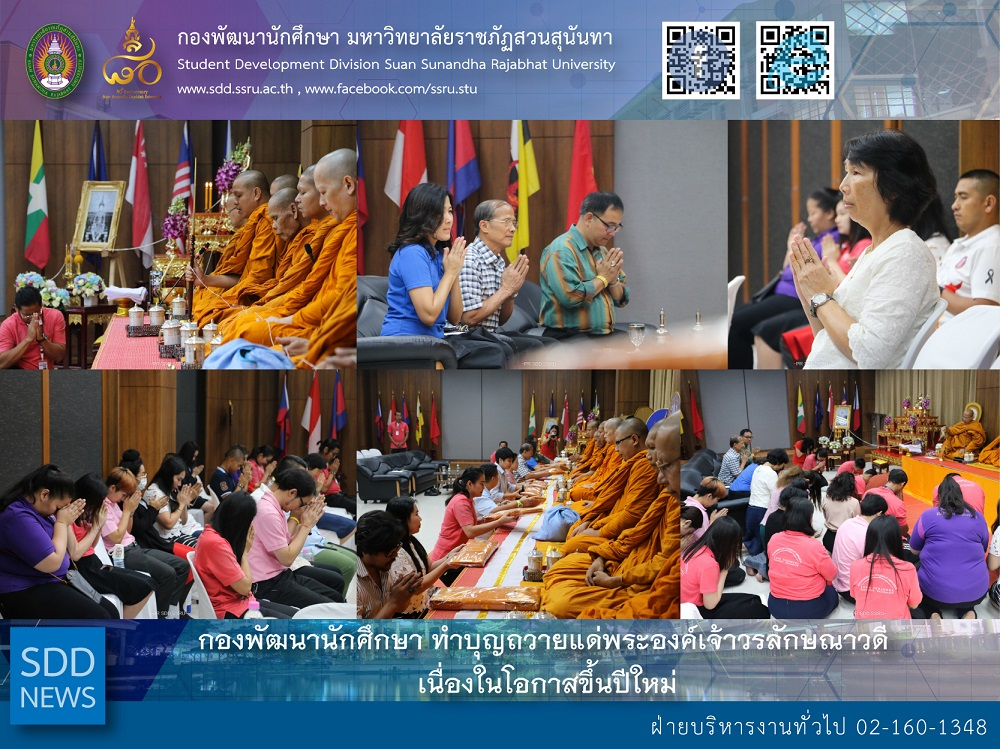 กองพัฒนานักศึกษา มหาวิทยาลัยราชภัฏสวนสุนันทา
Student Development Division Suan Sunandha Rajabhat University
www.sdd.ssru.ac.th , www.facebook.com/ssru.stu
SDD
NEWS
กองพัฒนานักศึกษา ทำบุญถวายแด่พระองค์เจ้าวรลักษณาวดี
เนื่องในโอกาสขึ้นปีใหม่
ฝ่ายบริหารงานทั่วไป 02-160-1348